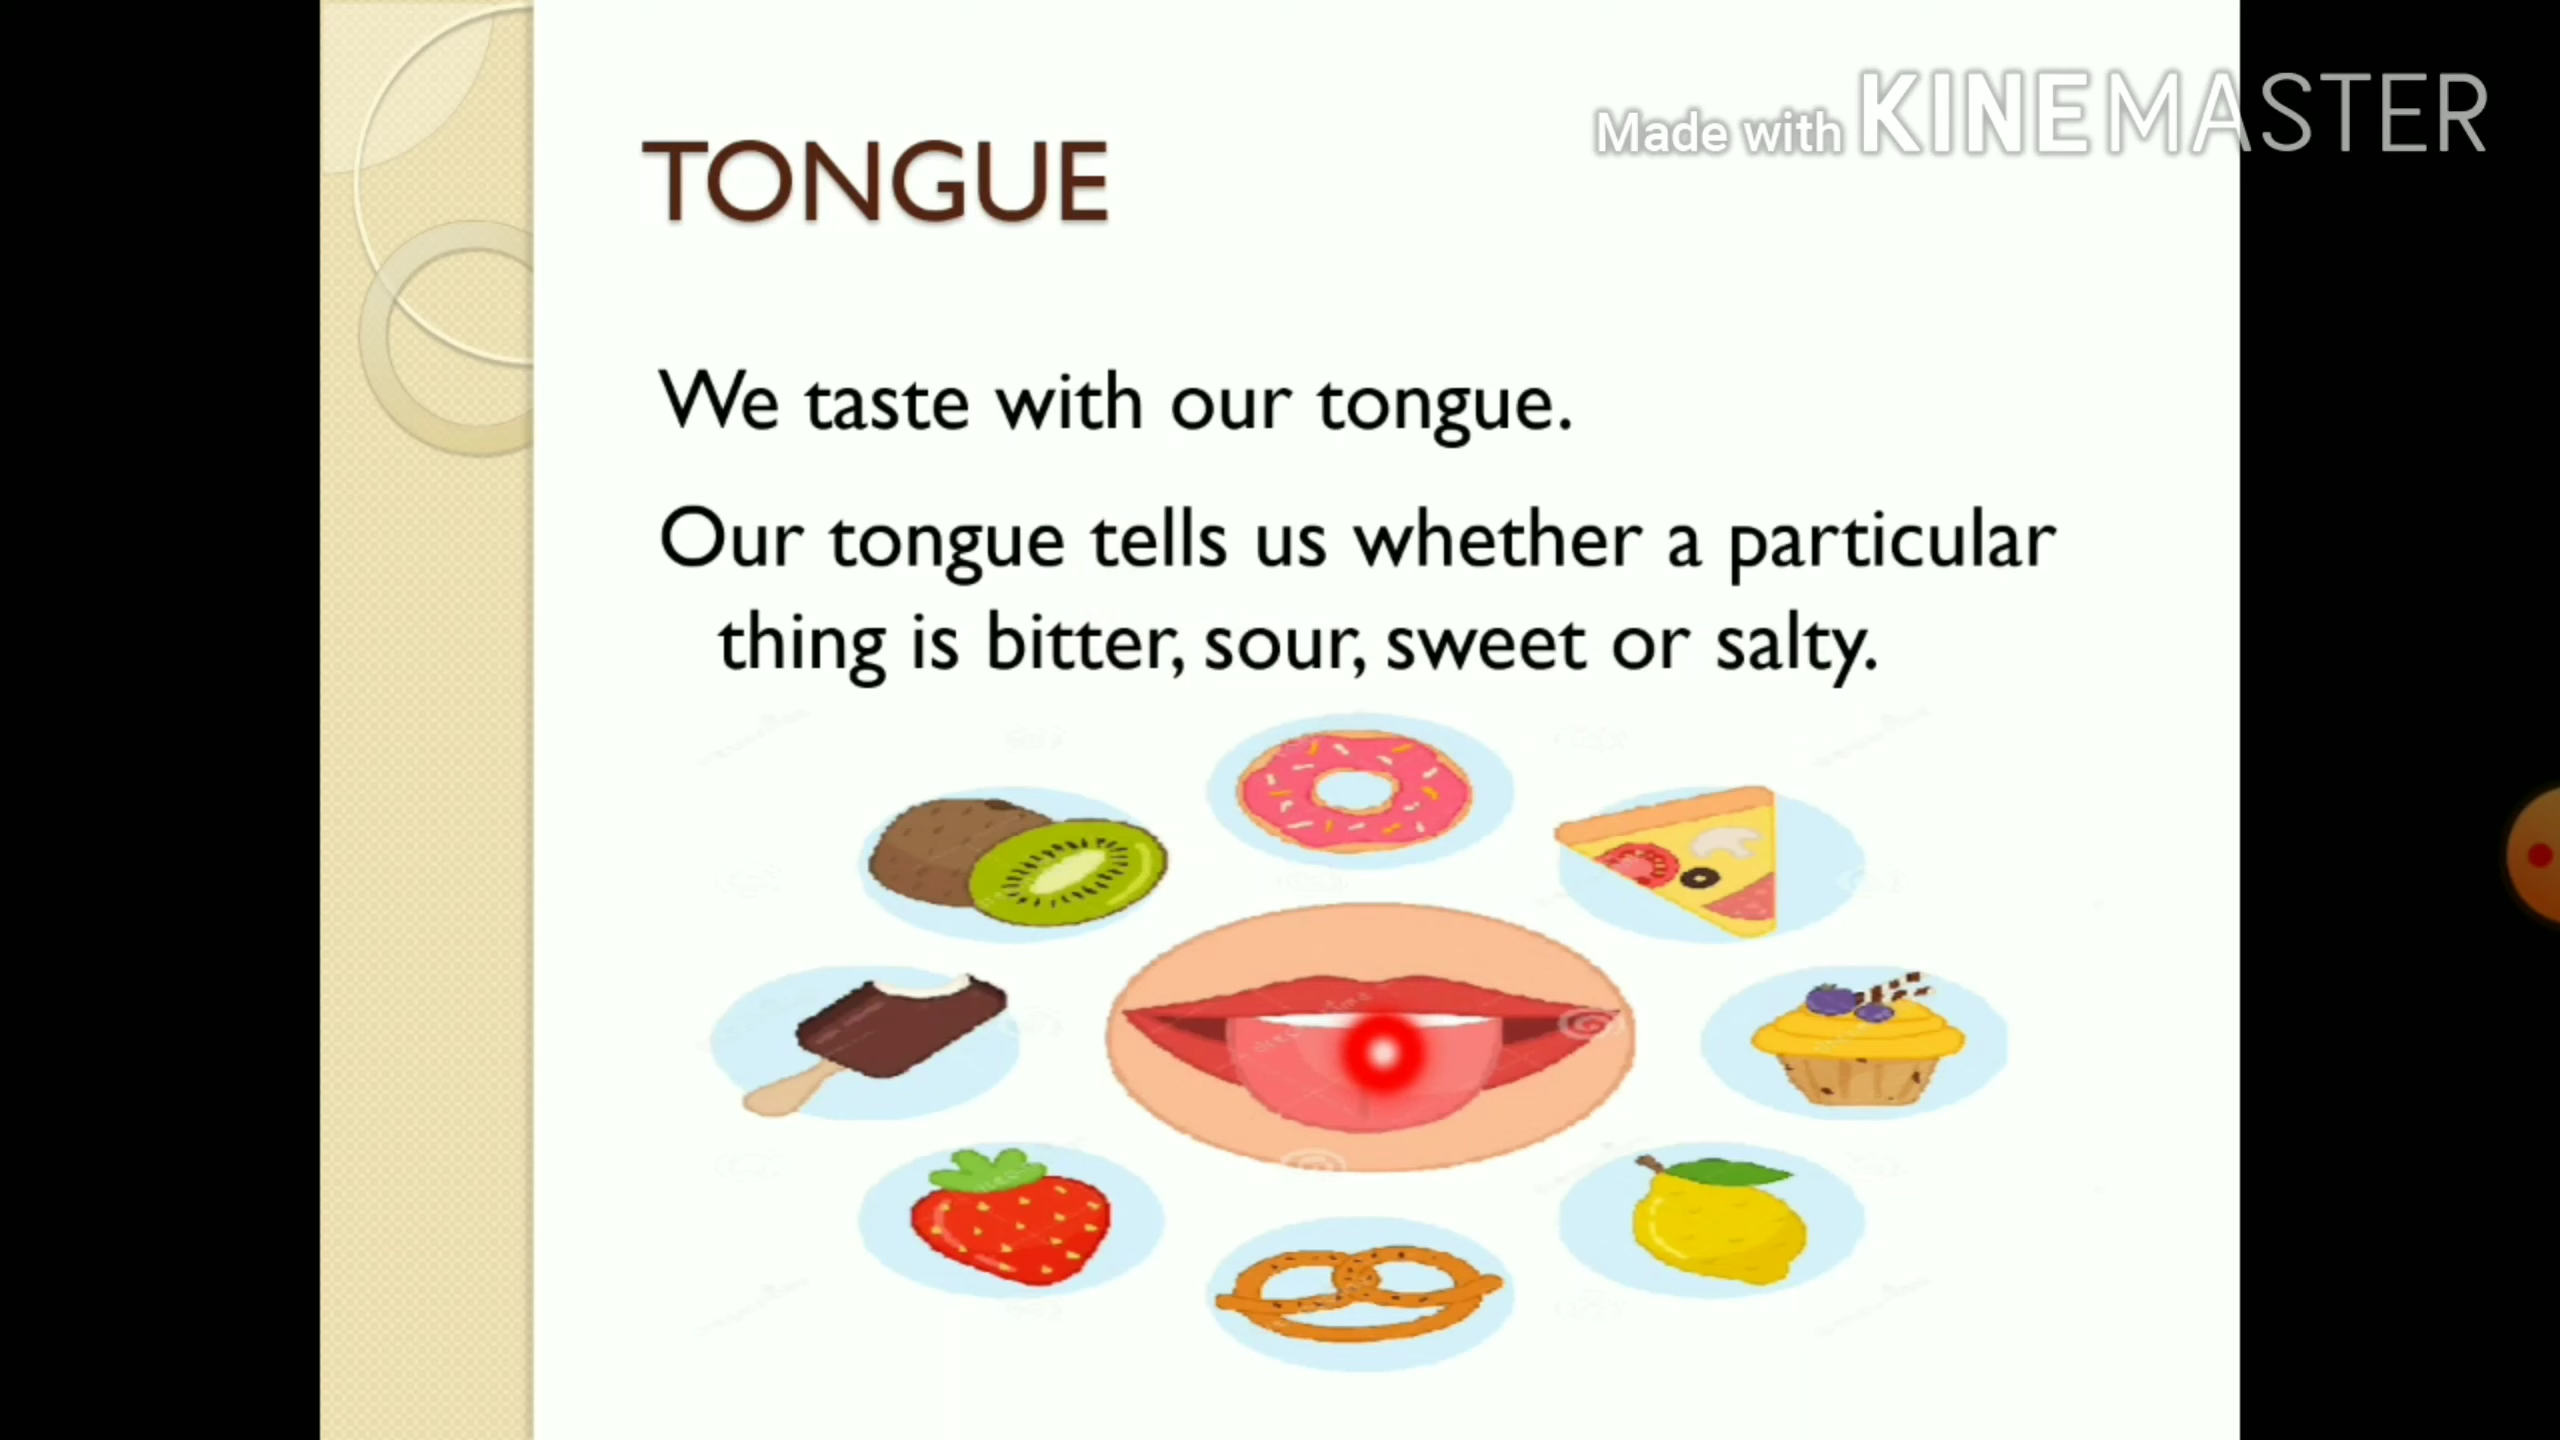 Made with KINEMASTER
TONGUE
We taste with our tongue.
Our tongue tells us whether a particular
thing is bitter, sour, sweet or salty.